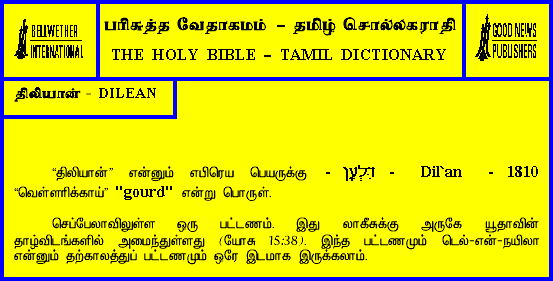 BELLWETHER
INTERNATIONAL
பரிசுத்த வேதாகமம் – தமிழ் சொல்லகராதி
THE HOLY BIBLE – TAMIL DICTIONARY
GOOD NEWS
PUBLISHERS
திலியான் - DILEAN
“திலியான்” என்னும் எபிரெய பெயருக்கு - דִּלְעָן - Dil`an - 1810
“வெள்ளரிக்காய்” "gourd" என்று பொருள்.
செப்பேலாவிலுள்ள ஒரு பட்டணம். இது லாகீசுக்கு அருகே யூதாவின்
தாழ்விடங்களில் அமைந்துள்ளது (யோசு 15:38). இந்த பட்டணமும் டெல்-என்-நயிலா
என்னும் தற்காலத்துப் பட்டணமும் ஒரே இடமாக இருக்கலாம்.